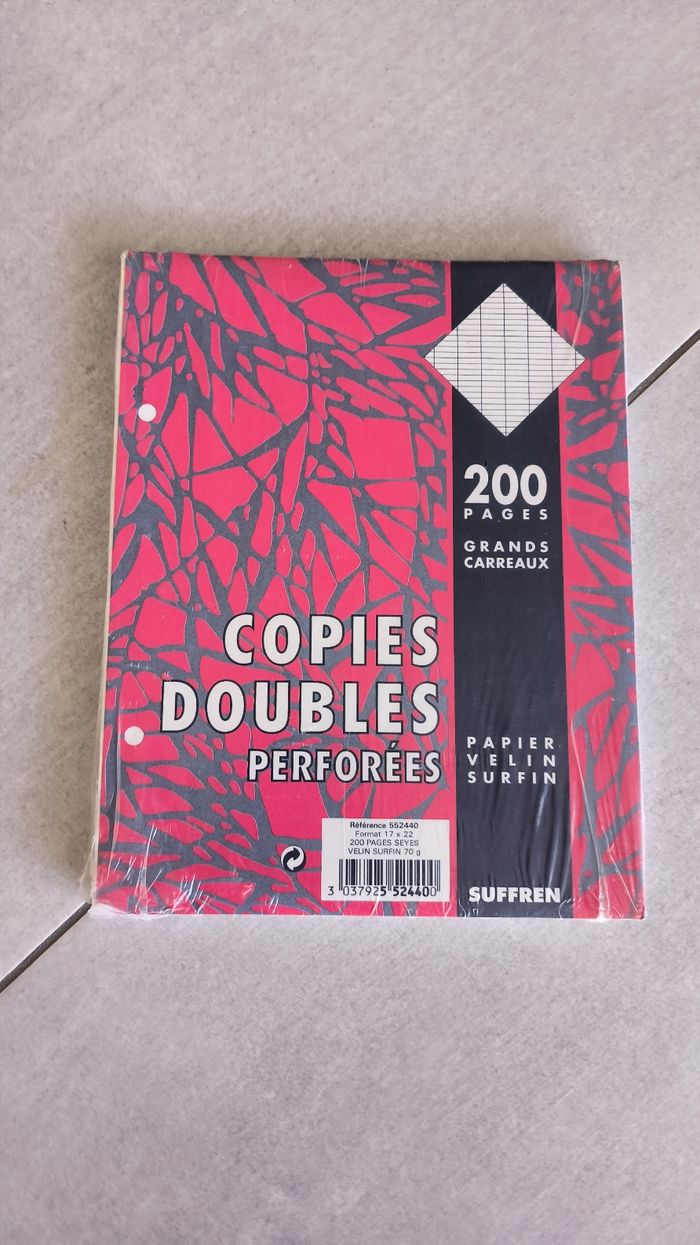 200
PAGES
GRANDS
CARREAUX
COPIES
DOUBLES
PERFORÉES
PAPIER
VELIN
SURFIN
Référence 552440
Format 17 x 22
200 PAGES SEYES
VELIN SURFIN 70 g
3 037925 524400
SUFFREN